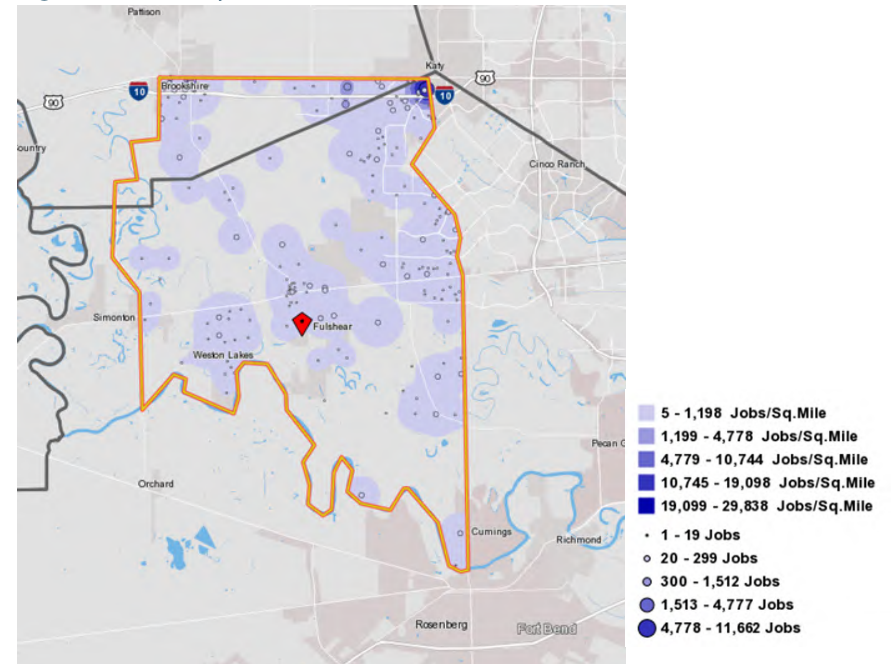 Pattison
Katy
90
10
Brookshire
10
90
ountry
Cinco Ranch
Simonton
Fulshear
Weston Lakes
Pecan G
Orchard
Cumings
Richmond
Rosenberg
Fort Bend
5 - 1,198 Jobs/Sq.Mile
1,199 - 4,778 Jobs/Sq.Mile
4,779 - 10,744 Jobs/Sq.Mile
10,745 - 19,098 Jobs/Sq.Mile
19,099 - 29,838 Jobs/Sq.Mile
1 - 19 Jobs
20 - 299 Jobs
300 - 1,512 Jobs
1,513 - 4,777 Jobs
4,778 - 11,662 Jobs